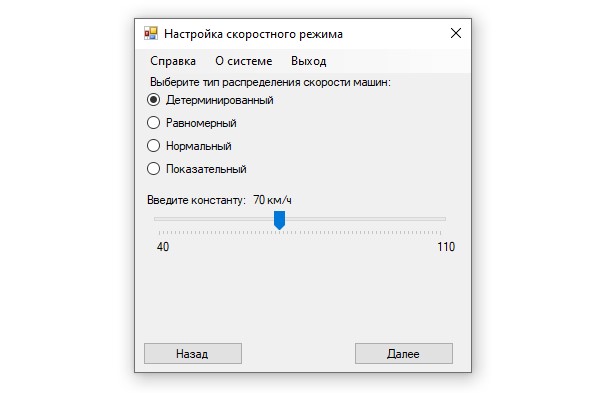 Настройка скоростного режима
Справка О системе Выход
Выберите тип распределения скорости машин:
Детерминированный
Равномерный
Нормальный
Показательный
Введите константу: 70 км/ч
40 110
Назад Далее